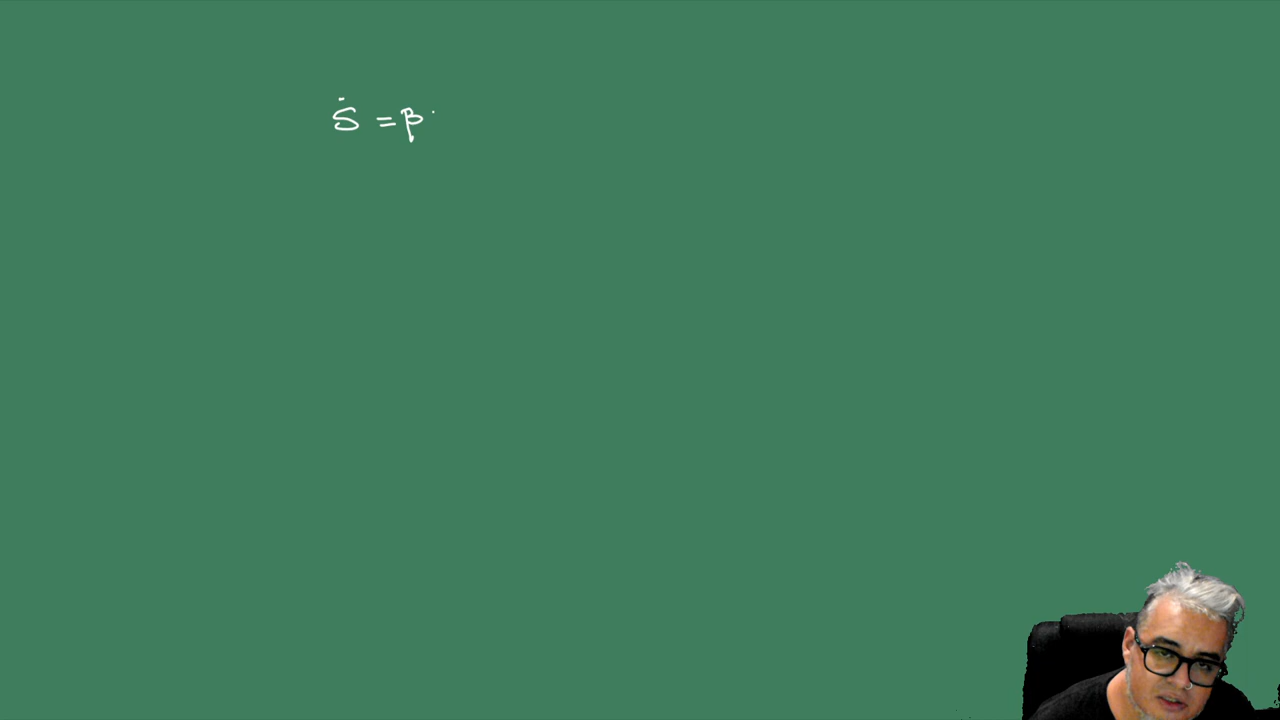 Ṡ = β